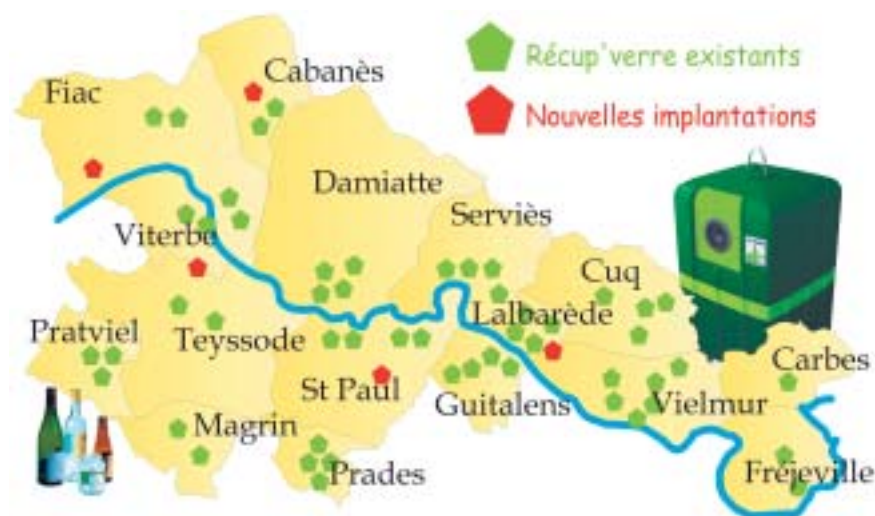 Récup'verre existants
Nouvelles implantations
Cabanès
Fiac
Damiatte
Serviès
Viterbe
Cuq
Lalbarède
Pratviel
Teyssode
Carbes
St Paul
Guitalens
Vielmur
Magrin
Prades
Fréjeville